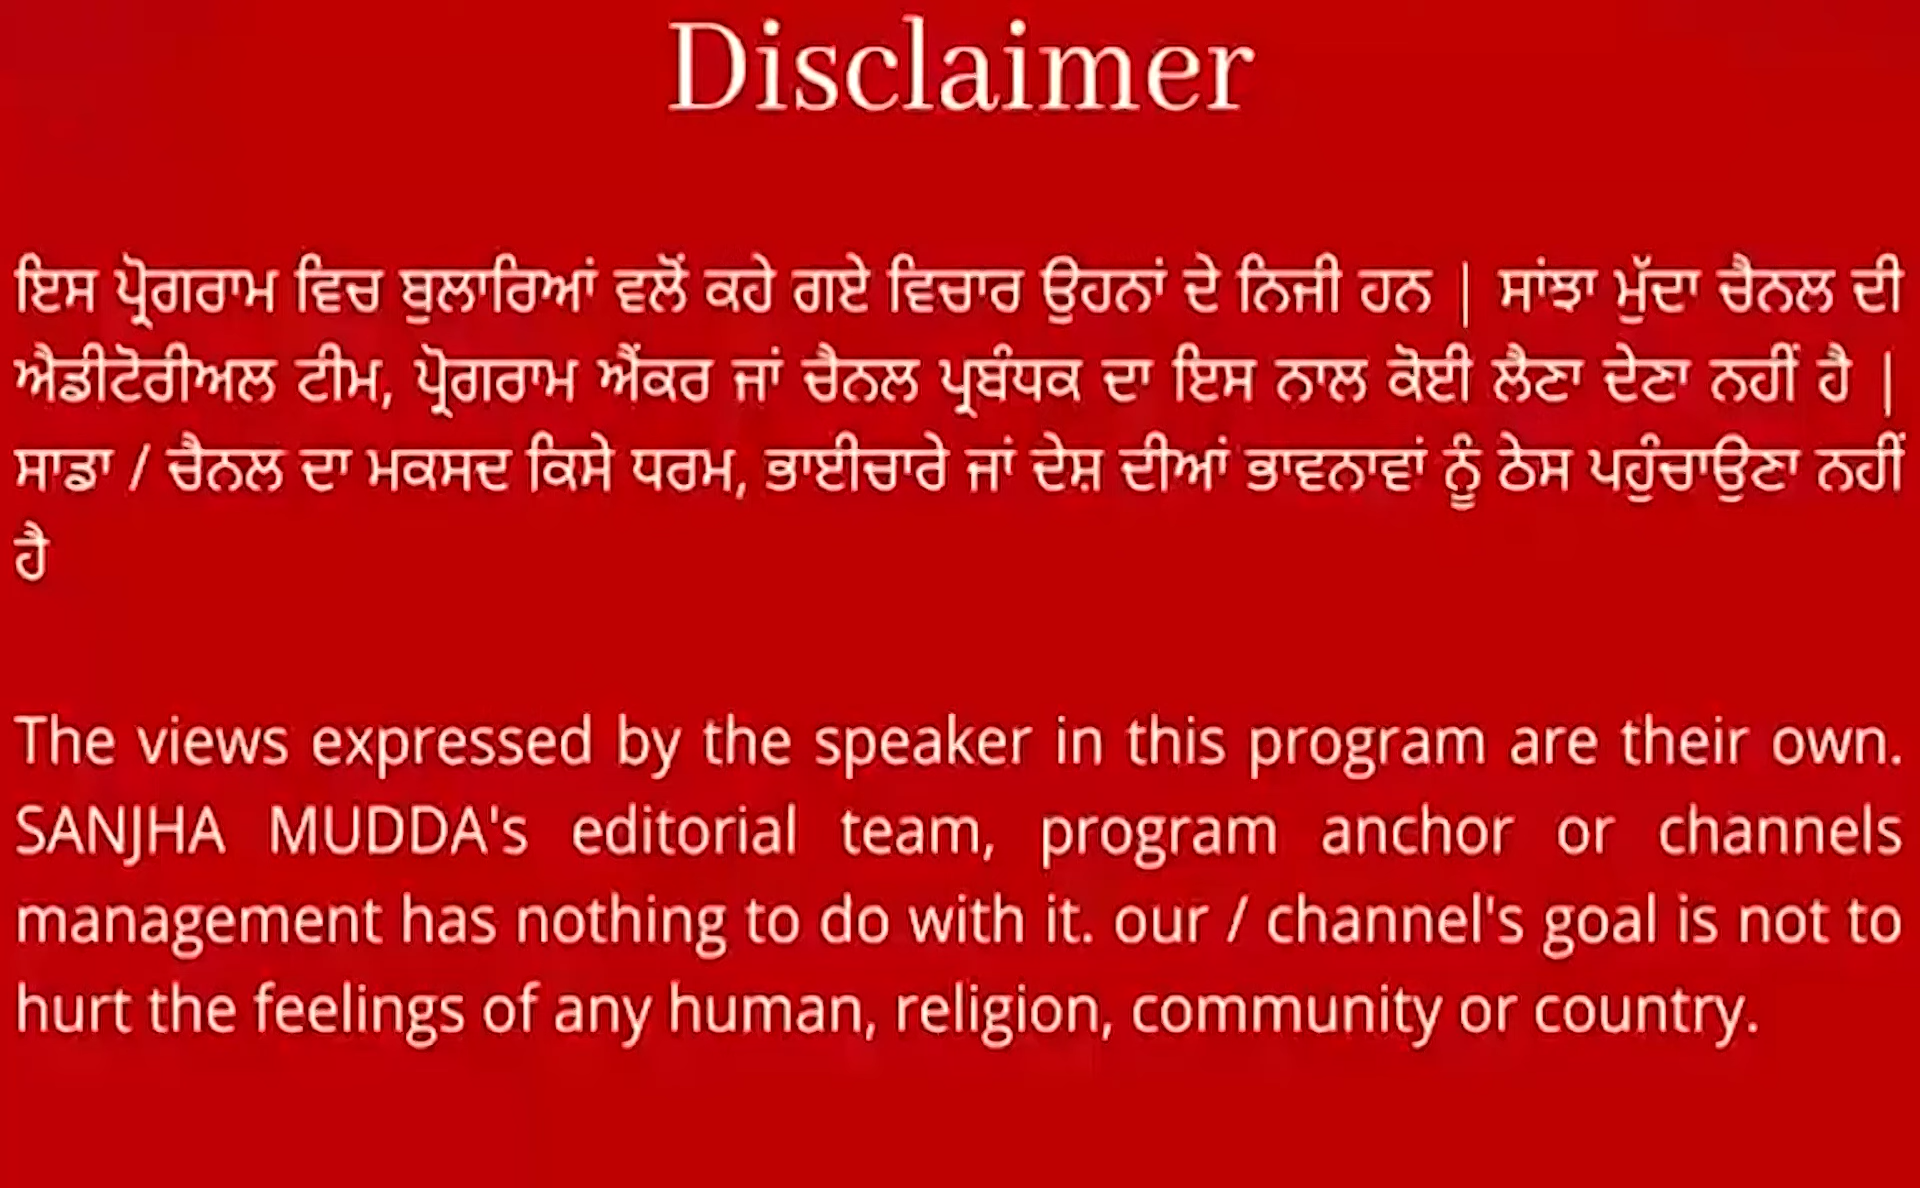 Disclaimer
ਇਸ ਪ੍ਰੋਗਰਾਮ ਵਿਚ ਬੁਲਾਰਿਆਂ ਵਲੋਂ ਕਹੇ ਗਏ ਵਿਚਾਰ ਉਹਨਾਂ ਦੇ ਨਿਜੀ ਹਨ | ਸਾਂਝਾ ਮੁੱਦਾ ਚੈਨਲ ਦੀ
ਐਡੀਟੋਰੀਅਲ ਟੀਮ, ਪ੍ਰੋਗਰਾਮ ਐਂਕਰ ਜਾਂ ਚੈਨਲ ਪ੍ਰਬੰਧਕ ਦਾ ਇਸ ਨਾਲ ਕੋਈ ਲੈਣਾ ਦੇਣਾ ਨਹੀਂ ਹੈ |
ਸਾਡਾ / ਚੈਨਲ ਦਾ ਮਕਸਦ ਕਿਸੇ ਧਰਮ, ਭਾਈਚਾਰੇ ਜਾਂ ਦੇਸ਼ ਦੀਆਂ ਭਾਵਨਾਵਾਂ ਨੂੰ ਠੇਸ ਪਹੁੰਚਾਉਣਾ ਨਹੀਂ
ਹੈ
The views expressed by the speaker in this program are their own.
SANJHA MUDDA's editorial team, program anchor or channels
management has nothing to do with it. our / channel's goal is not to
hurt the feelings of any human, religion, community or country.